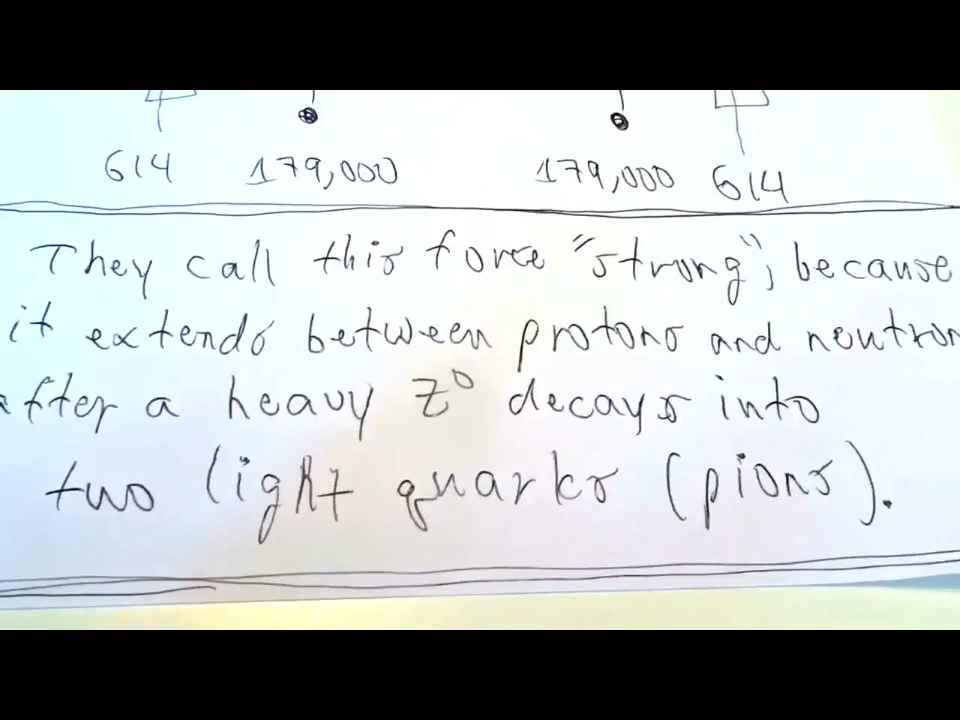 614 179,000 179,000 614
They call this force "strong", because
it extends between protons and neutron
after a heavy Z⁰ decays into
two light quarks (pions).